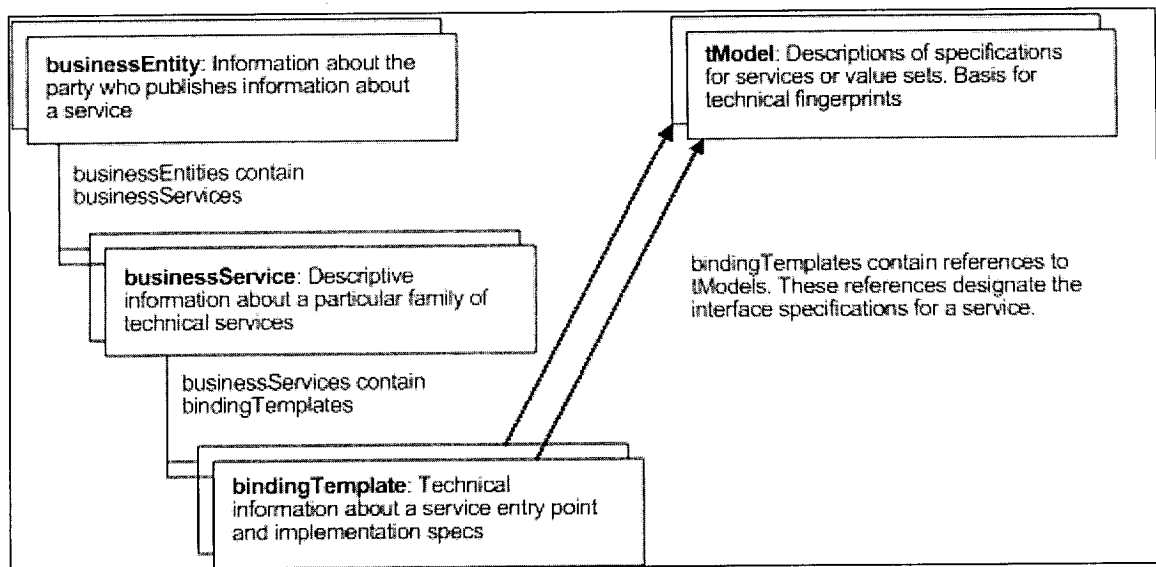 businessEntity: Information about the
party who publishes information about
a service
tModel: Descriptions of specifications
for services or value sets. Basis for
technical fingerprints
businessEntities contain
businessServices
businessService: Descriptive
information about a particular family of
technical services
bindingTemplates contain references to
tModels. These references designate the
interface specifications for a service.
businessServices contain
bindingTemplates
bindingTemplate: Technical
information about a service entry point
and implementation specs